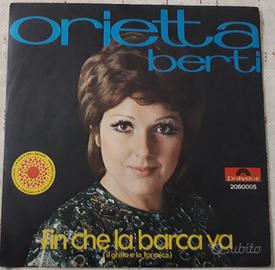 orietta
berti
fin che la barca va
(il grillo e la formica)
Polydor
2060005
subito